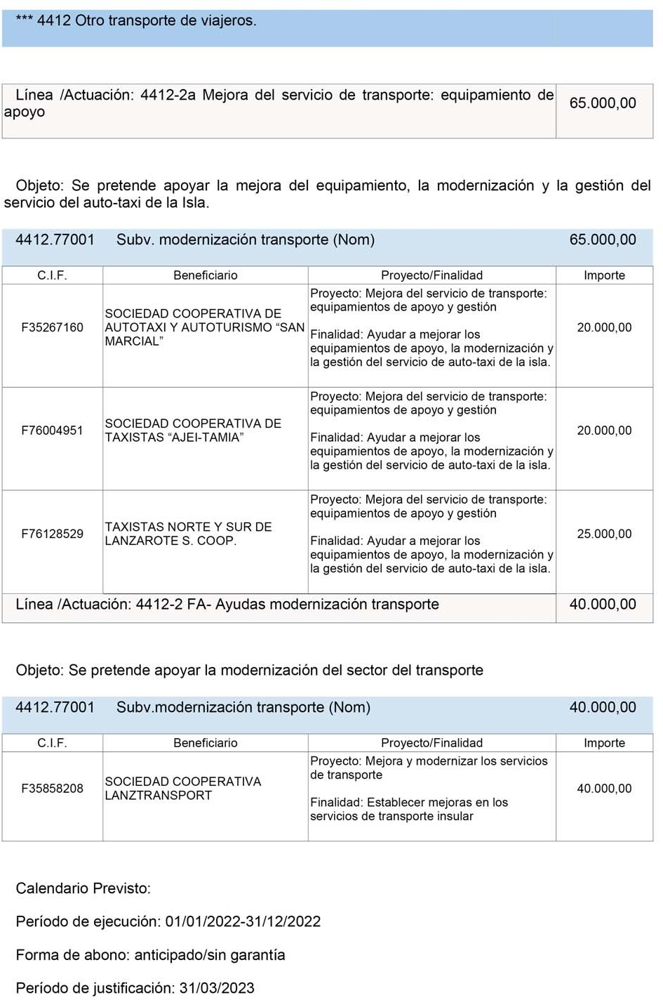 *** 4412 Otro transporte de viajeros.
Línea /Actuación: 4412-2a Mejora del servicio de transporte: equipamiento de
apoyo
65.000,00
Objeto: Se pretende apoyar la mejora del equipamiento, la modernización y la gestión del
servicio del auto-taxi de la Isla.
4412.77001 Subv. modernización transporte (Nom) 65.000,00
C.I.F. Beneficiario Proyecto/Finalidad Importe
F35267160
SOCIEDAD COOPERATIVA DE
AUTOTAXI Y AUTOTURISMO “SAN
MARCIAL”
Proyecto: Mejora del servicio de transporte:
equipamientos de apoyo y gestión
Finalidad: Ayudar a mejorar los
equipamientos de apoyo, la modernización y
la gestión del servicio de auto-taxi de la isla.
20.000,00
F76004951
SOCIEDAD COOPERATIVA DE
TAXISTAS “AJEI-TAMIA”
Proyecto: Mejora del servicio de transporte:
equipamientos de apoyo y gestión
Finalidad: Ayudar a mejorar los
equipamientos de apoyo, la modernización y
la gestión del servicio de auto-taxi de la isla.
20.000,00
F76128529
TAXISTAS NORTE Y SUR DE
LANZAROTE S. COOP.
Proyecto: Mejora del servicio de transporte:
equipamientos de apoyo y gestión
Finalidad: Ayudar a mejorar los
equipamientos de apoyo, la modernización y
la gestión del servicio de auto-taxi de la isla.
25.000,00
Línea /Actuación: 4412-2 FA- Ayudas modernización transporte 40.000,00
Objeto: Se pretende apoyar la modernización del sector del transporte
4412.77001 Subv.modernización transporte (Nom) 40.000,00
C.I.F. Beneficiario Proyecto/Finalidad Importe
F35858208
SOCIEDAD COOPERATIVA
LANZTRANSPORT
Proyecto: Mejora y modernizar los servicios
de transporte
Finalidad: Establecer mejoras en los
servicios de transporte insular
40.000,00
Calendario Previsto:
Período de ejecución: 01/01/2022-31/12/2022
Forma de abono: anticipado/sin garantía
Período de justificación: 31/03/2023